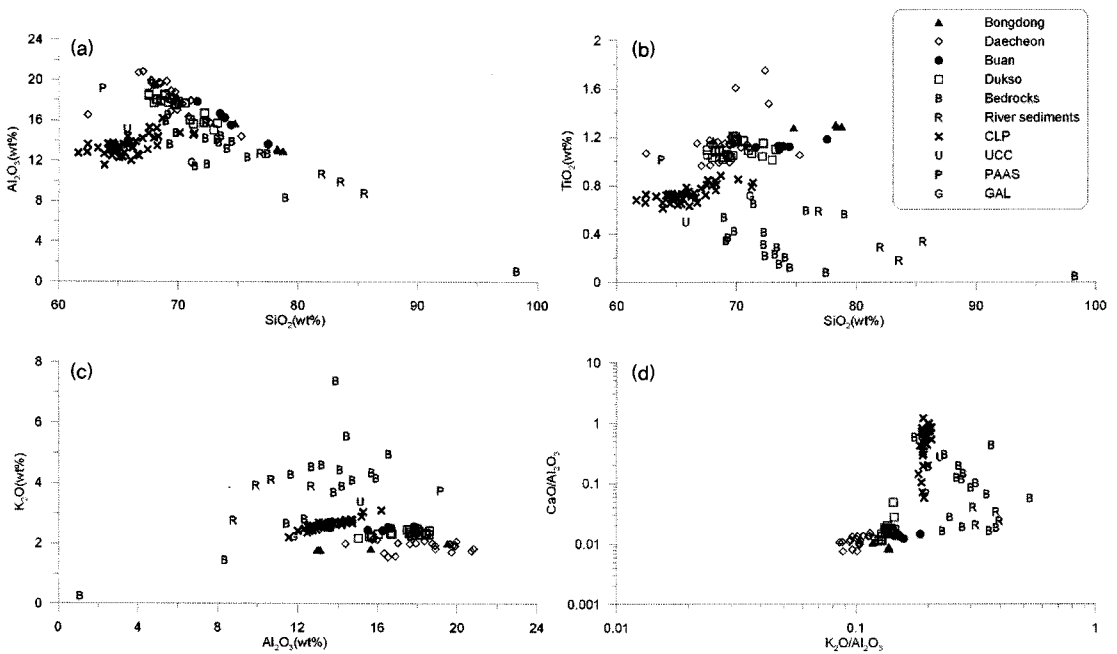 (a)
24
20
16
12
8
4
0
Al₂O₃(wt%)
60
70
80
90
100
SiO₂(wt%)
(b)
2
1.6
1.2
0.8
0.4
0
TiO₂(wt%)
60
70
80
90
100
SiO₂(wt%)
Bongdong
Daecheon
Buan
Dukso
B Bedrocks
R River sediments
CLP
U UCC
P PAAS
G GAL
(c)
8
6
4
2
0
K₂O(wt%)
0
4
8
12
16
20
24
Al₂O₃(wt%)
(d)
10
1
0.1
0.01
0.001
CaO/Al₂O₃
0.01
0.1
1
K₂O/Al₂O₃